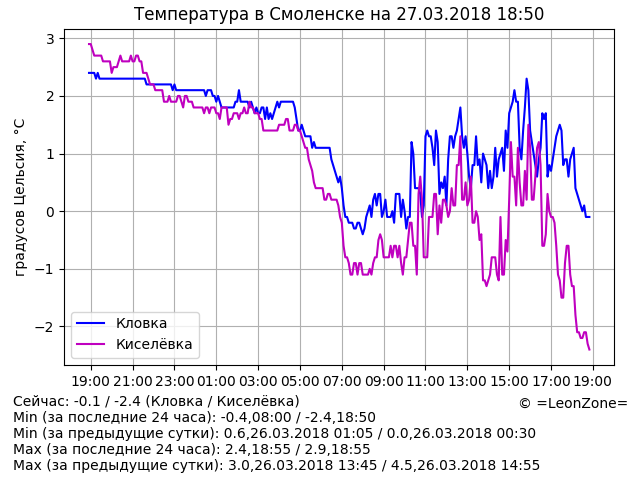 Температура в Смоленске на 27.03.2018 18:50
градусов Цельсия, °C
3
2
1
0
−1
−2
Кловка
Киселёвка
19:00 21:00 23:00 01:00 03:00 05:00 07:00 09:00 11:00 13:00 15:00 17:00 19:00
Сейчас: -0.1 / -2.4 (Кловка / Киселёвка)
© =LeonZone=
Min (за последние 24 часа): -0.4,08:00 / -2.4,18:50
Min (за предыдущие сутки): 0.6,26.03.2018 01:05 / 0.0,26.03.2018 00:30
Max (за последние 24 часа): 2.4,18:55 / 2.9,18:55
Max (за предыдущие сутки): 3.0,26.03.2018 13:45 / 4.5,26.03.2018 14:55